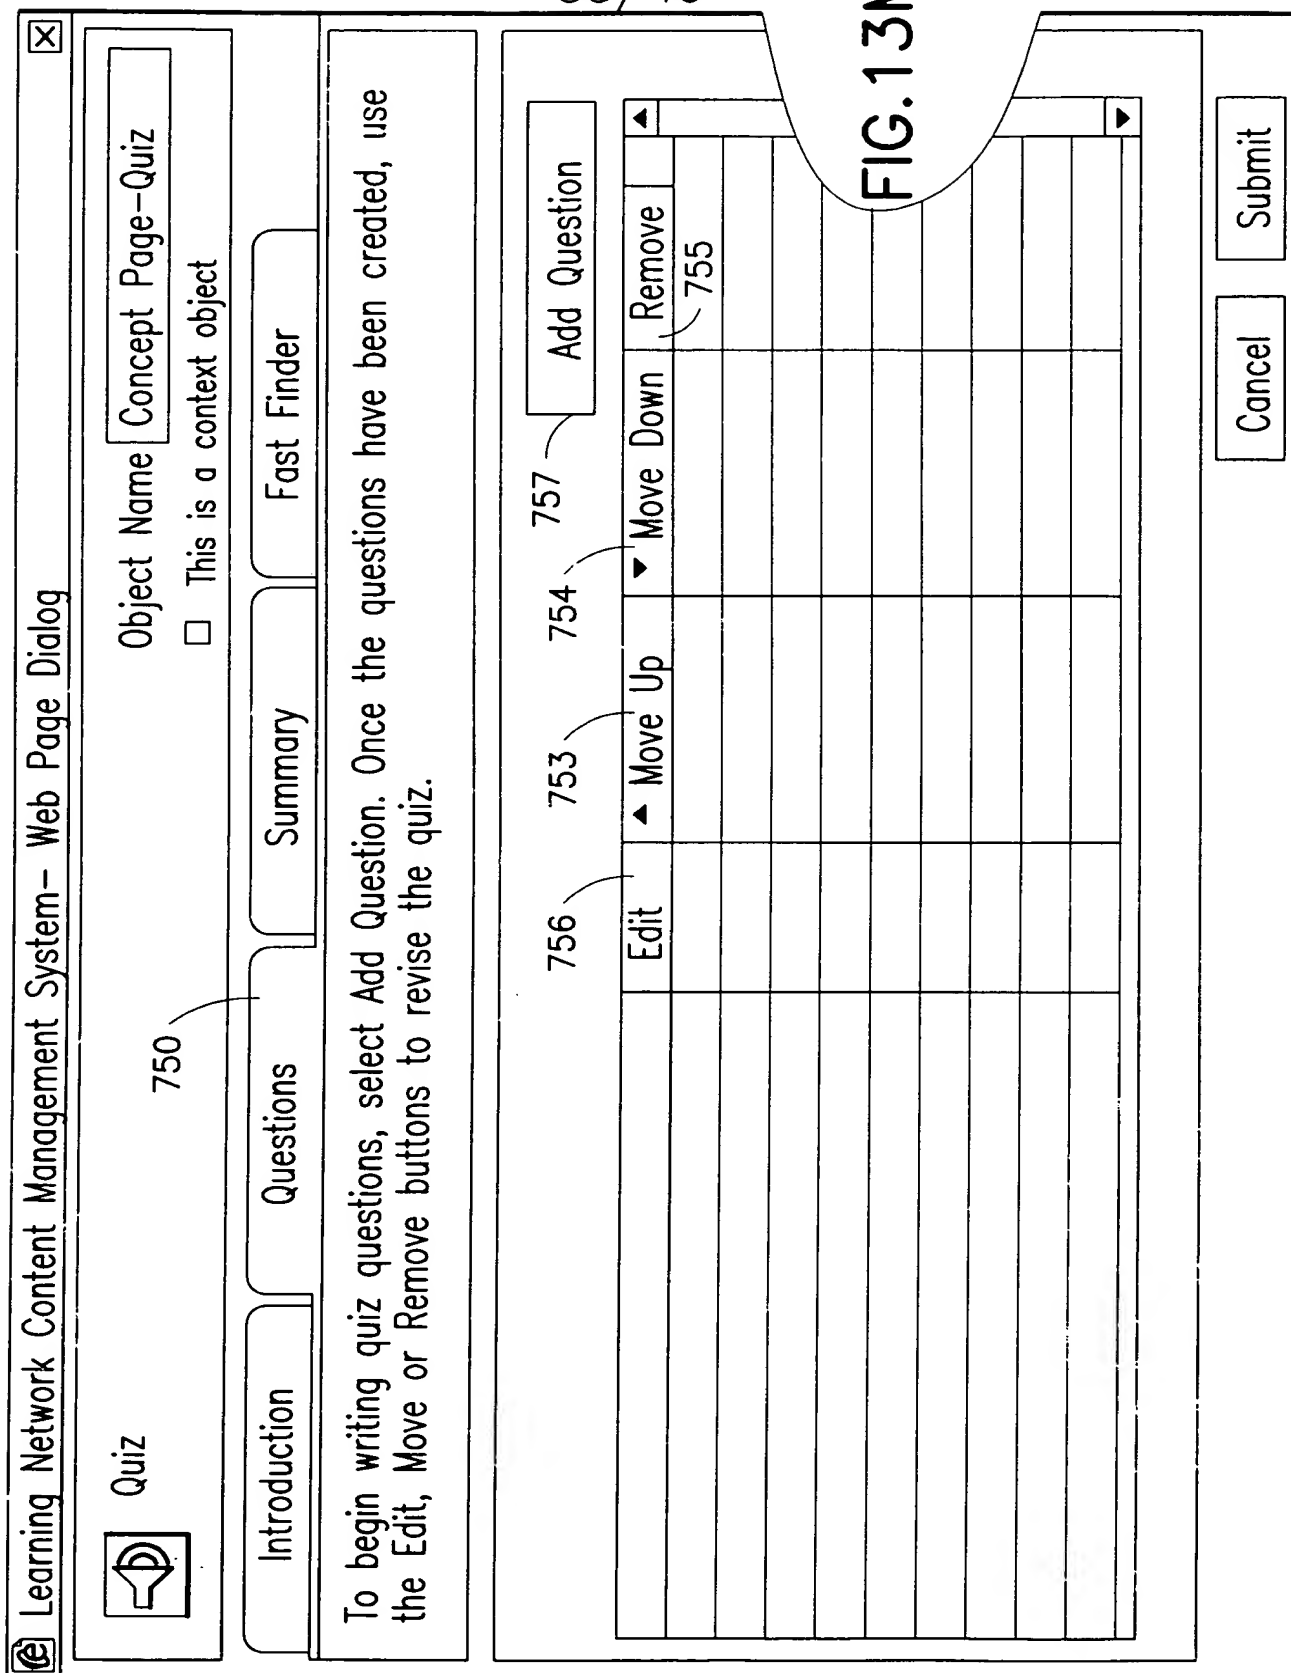 Learning Network Content Management System- Web Page Dialog
Quiz
Object Name Concept Page-Quiz
This is a context object
750
Introduction Questions Summary Fast Finder
To begin writing quiz questions, select Add Question. Once the questions have been created, use
the Edit, Move or Remove buttons to revise the quiz.
757 Add Question
756 753 754
Edit ▲ Move Up ▼ Move Down Remove
755
Cancel Submit